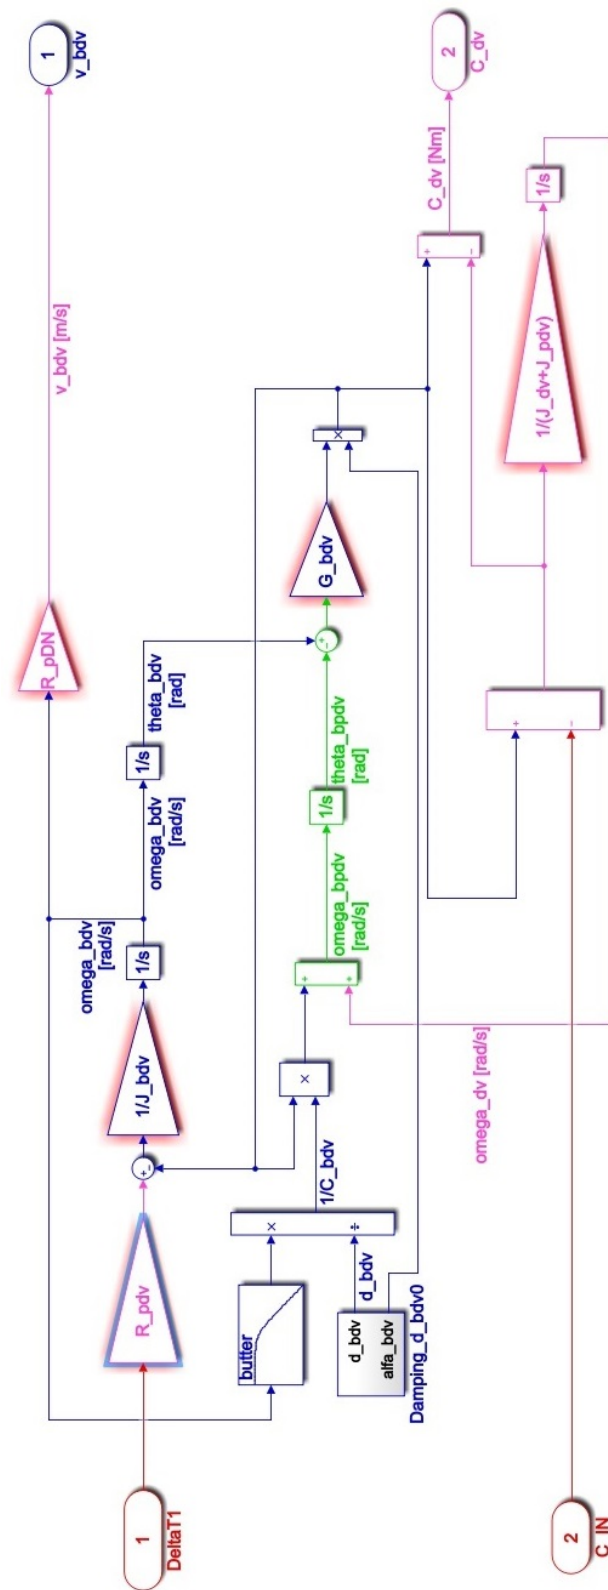 1
v_bdv
v_bdv [m/s]
R_pDN
omega_bdv
[rad/s]
1/s
omega_bdv
[rad/s]
1/s
theta_bdv
[rad]
1
DeltaT1
R_pdv
+
−
1/J_bdv
butter
d_bdv
alfa_bdv
Damping_d_bdv0
d_bdv
×
÷
1/C_bdv
×
+
+
omega_bpdv
[rad/s]
1/s
theta_bpdv
[rad]
+
−
G_bdv
×
omega_dv [rad/s]
2
C_IN
+
−
1/(J_dv+J_pdv)
1/s
+
−
C_dv [Nm]
2
C_dv